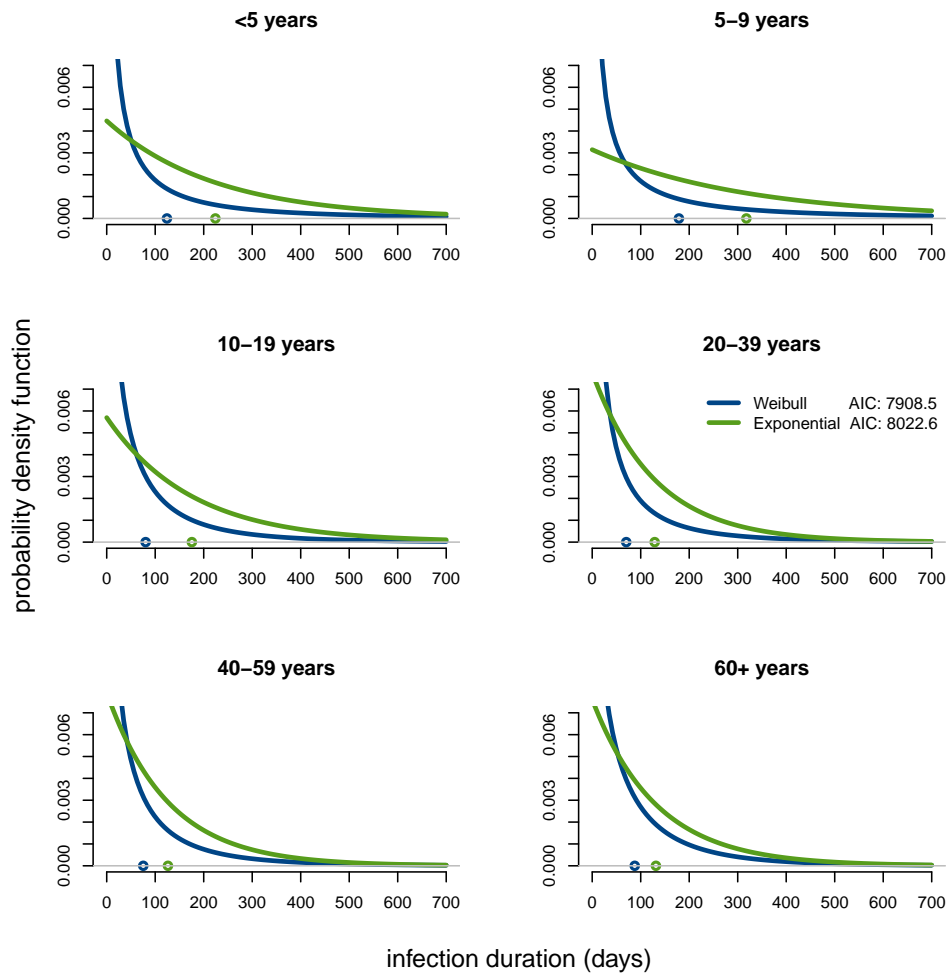 <5 years
5–9 years
0.000 0.003 0.006
0 100 200 300 400 500 600 700
0.000 0.003 0.006
0 100 200 300 400 500 600 700
10–19 years
20–39 years
0.000 0.003 0.006
0 100 200 300 400 500 600 700
0.000 0.003 0.006
0 100 200 300 400 500 600 700
Weibull AIC: 7908.5
Exponential AIC: 8022.6
probability density function
40–59 years
60+ years
0.000 0.003 0.006
0 100 200 300 400 500 600 700
0.000 0.003 0.006
0 100 200 300 400 500 600 700
infection duration (days)